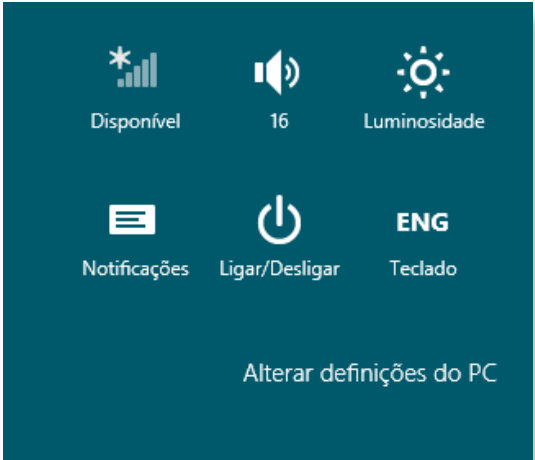 Disponível
16
Luminosidade
Notificações
Ligar/Desligar
ENG
Teclado
Alterar definições do PC